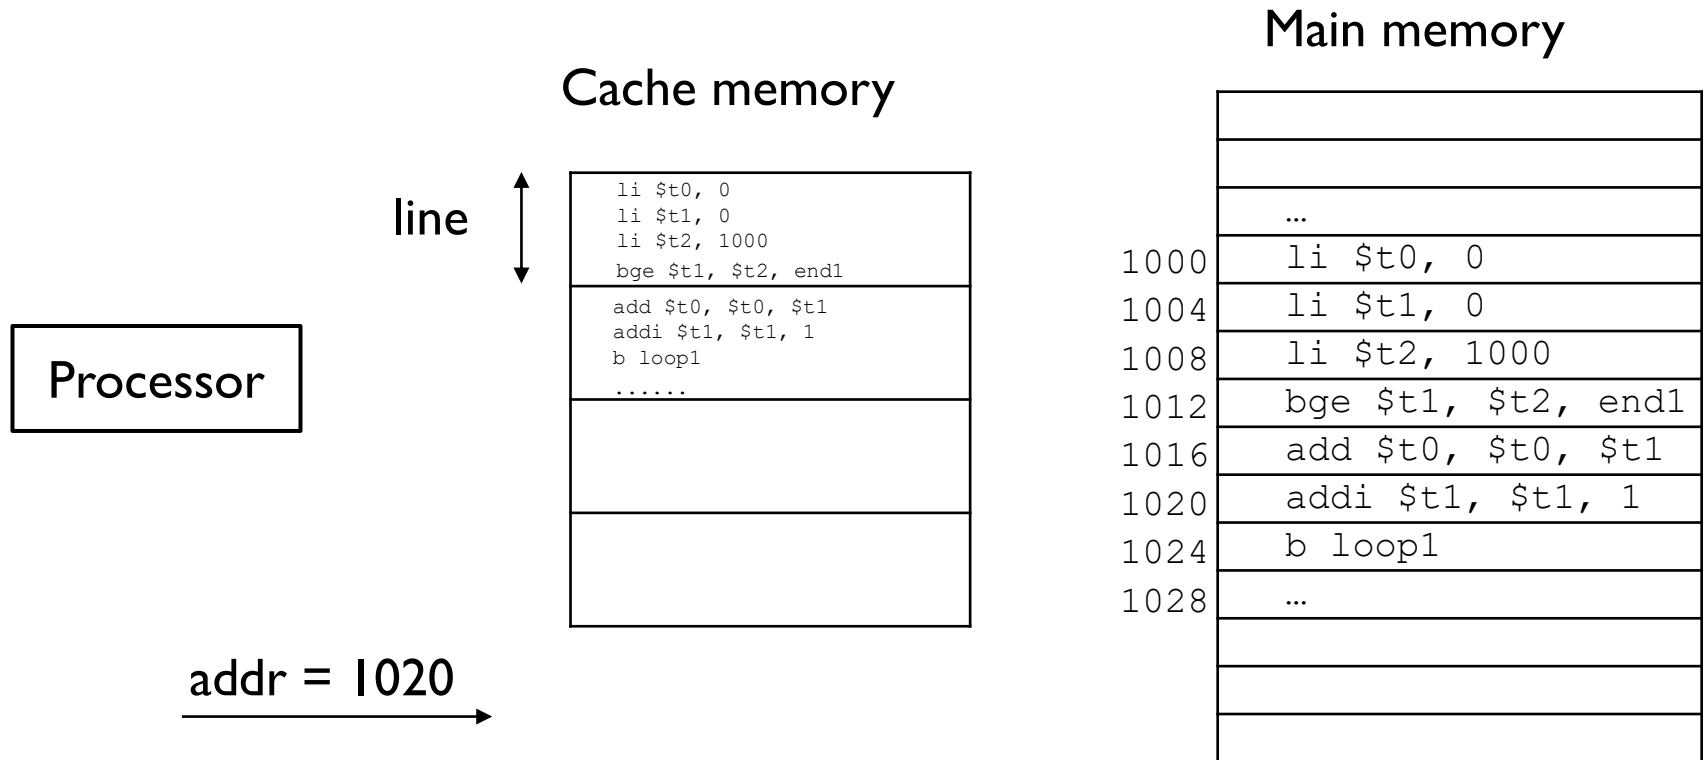 Main memory
Cache memory
line
li $t0, 0
li $t1, 0
li $t2, 1000
bge $t1, $t2, end1
add $t0, $t0, $t1
addi $t1, $t1, 1
b loop1
......
Processor
addr = 1020
…
1000 li $t0, 0
1004 li $t1, 0
1008 li $t2, 1000
1012 bge $t1, $t2, end1
1016 add $t0, $t0, $t1
1020 addi $t1, $t1, 1
1024 b loop1
1028 …